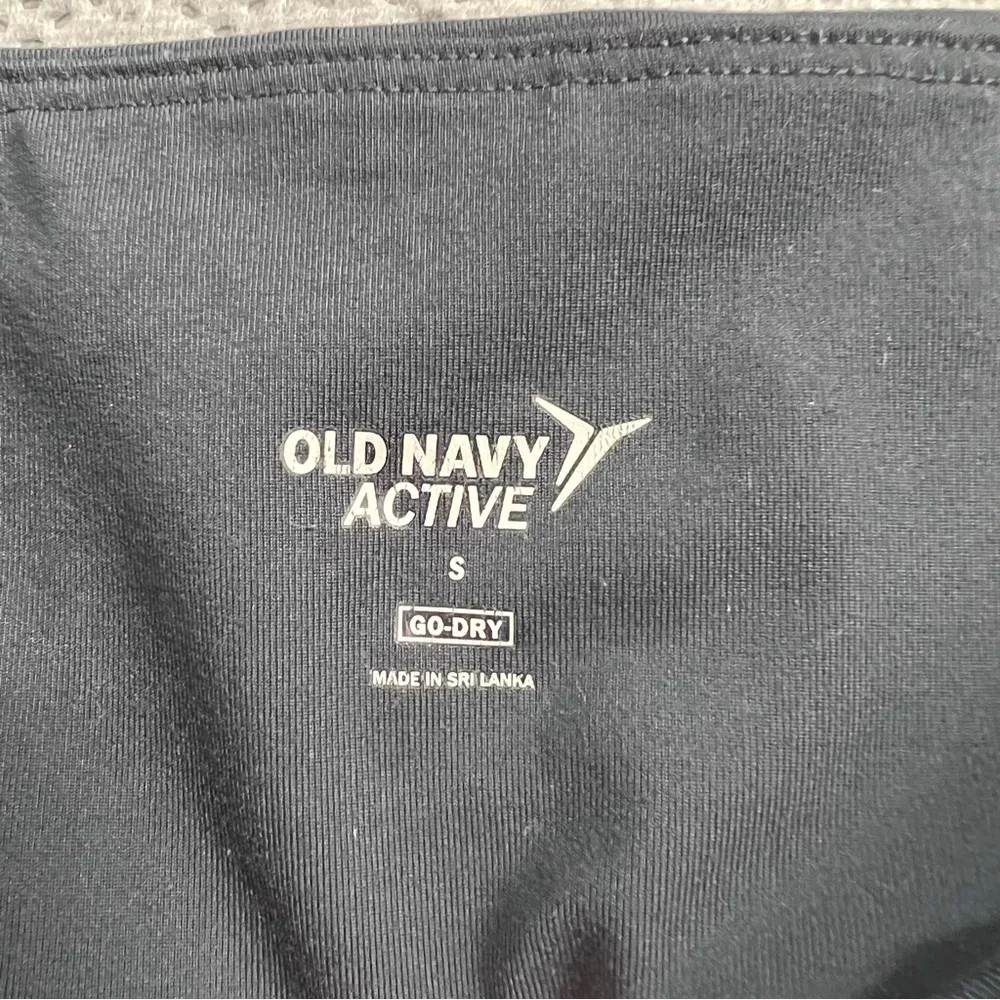 OLD NAVY
ACTIVE
S
GO-DRY
MADE IN SRI LANKA